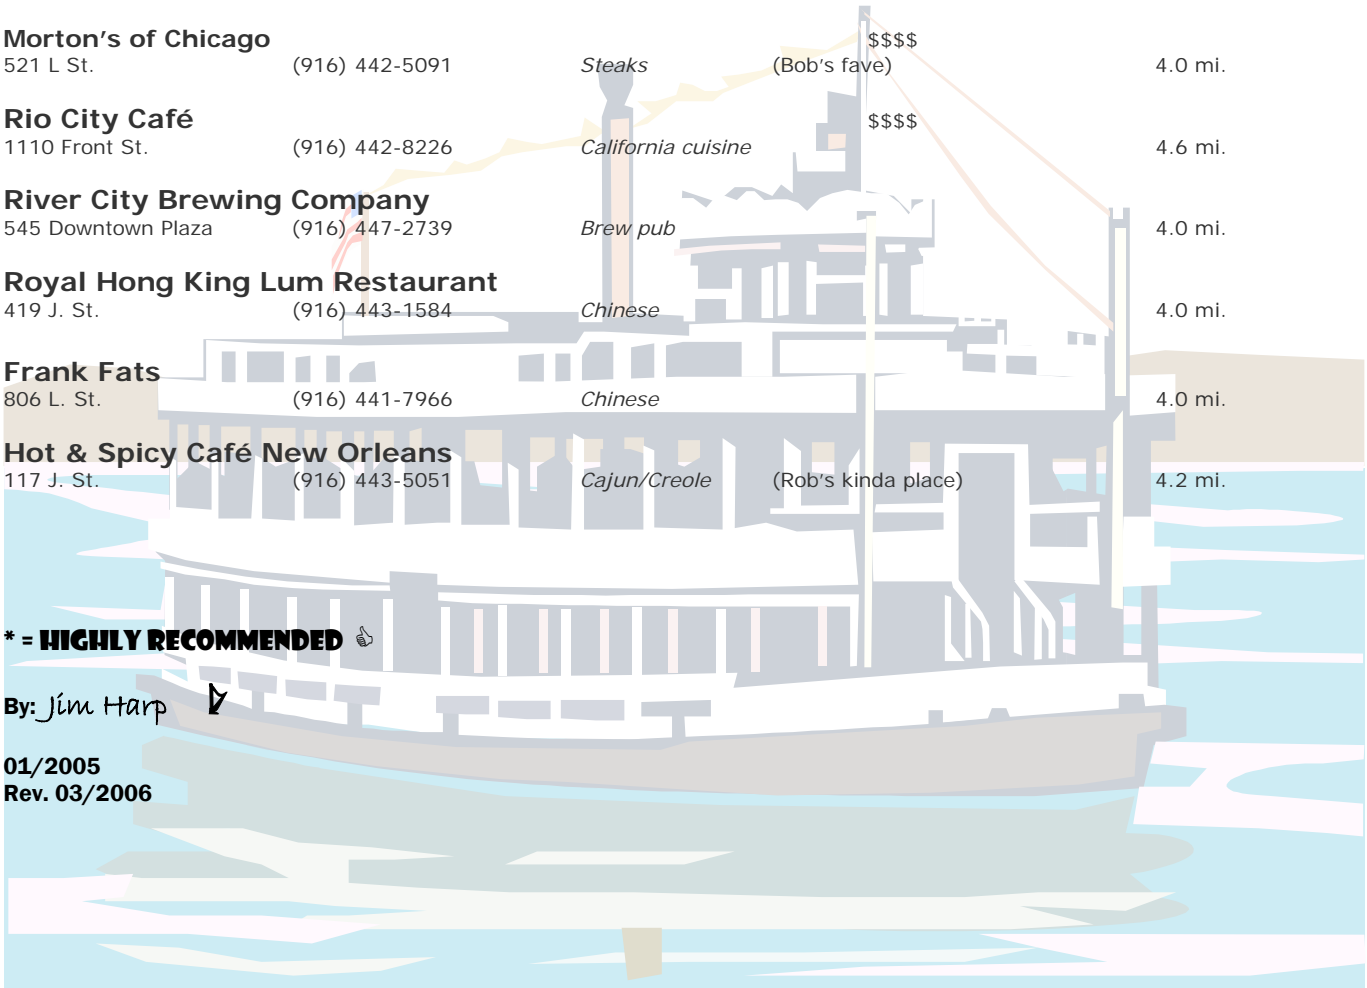 Morton's of Chicago $$$$
521 L St. (916) 442-5091 Steaks (Bob's fave) 4.0 mi.
Rio City Café $$$$
1110 Front St. (916) 442-8226 California cuisine 4.6 mi.
River City Brewing Company
545 Downtown Plaza (916) 447-2739 Brew pub 4.0 mi.
Royal Hong King Lum Restaurant
419 J. St. (916) 443-1584 Chinese 4.0 mi.
Frank Fats
806 L. St. (916) 441-7966 Chinese 4.0 mi.
Hot & Spicy Café New Orleans
117 J. St. (916) 443-5051 Cajun/Creole (Rob's kinda place) 4.2 mi.
* = HIGHLY RECOMMENDED 👍
By: Jim Harp
01/2005
Rev. 03/2006